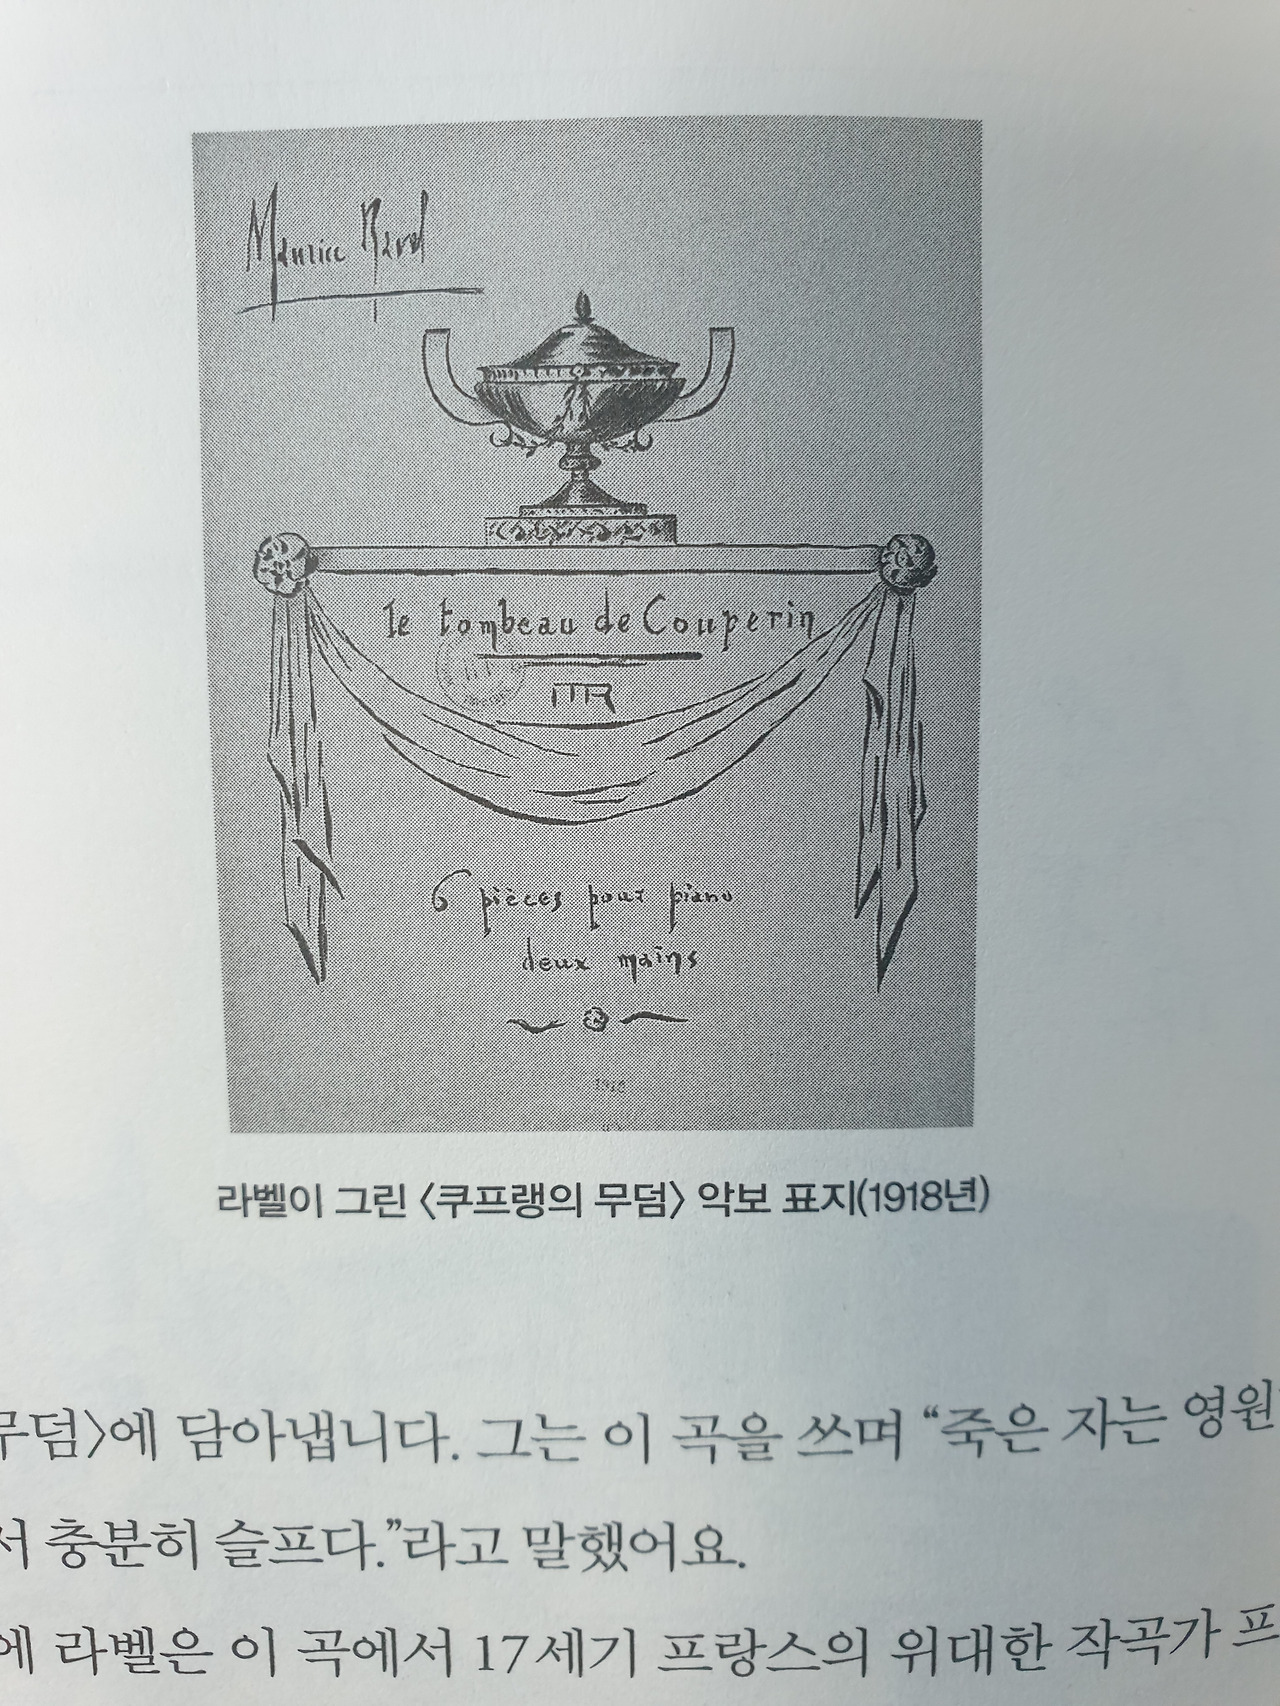 Maurice Ravel
le tombeau de Couperin
MR
6 pièces pour piano
deux mains
1918
라벨이 그린 〈쿠프랭의 무덤〉 악보 표지(1918년)
무덤〉에 담아냅니다. 그는 이 곡을 쓰며 “죽은 자는 영원
서 충분히 슬프다.”라고 말했어요.
에 라벨은 이 곡에서 17세기 프랑스의 위대한 작곡가 프